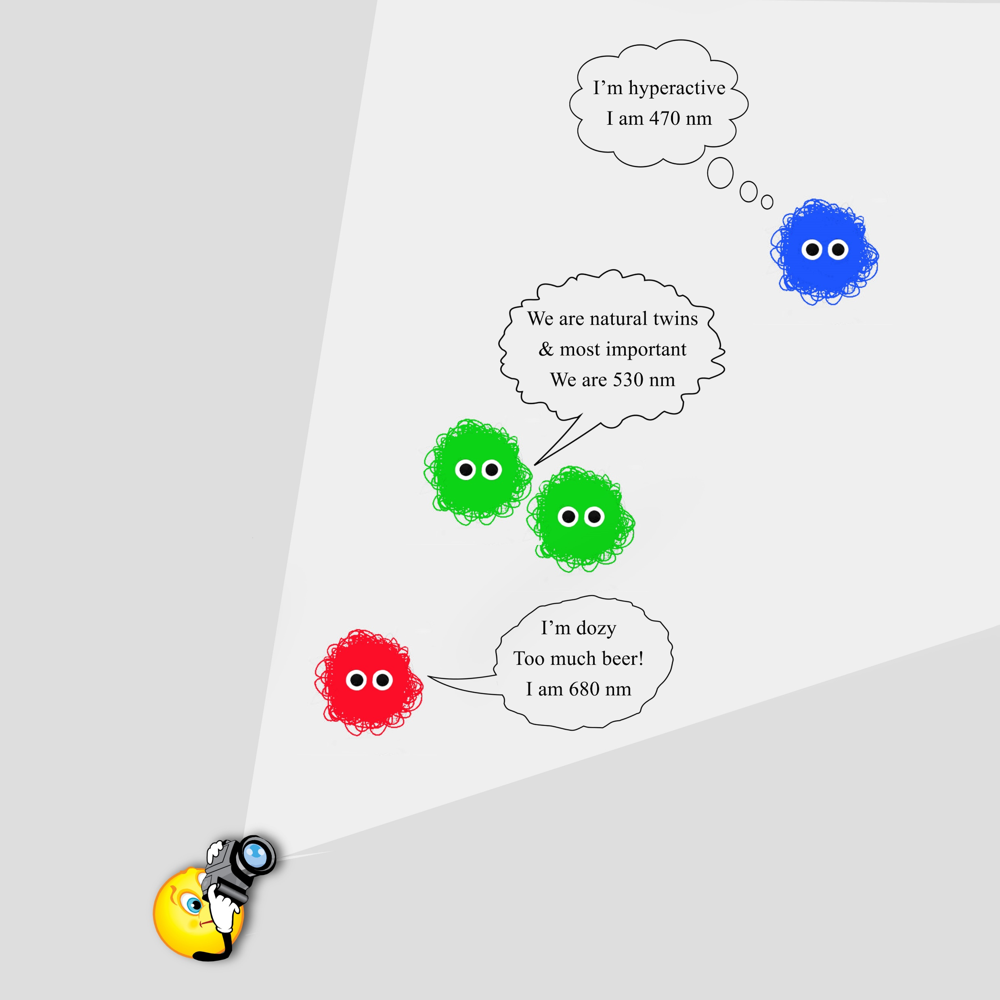 I’m hyperactive
I am 470 nm
We are natural twins
& most important
We are 530 nm
I’m dozy
Too much beer!
I am 680 nm